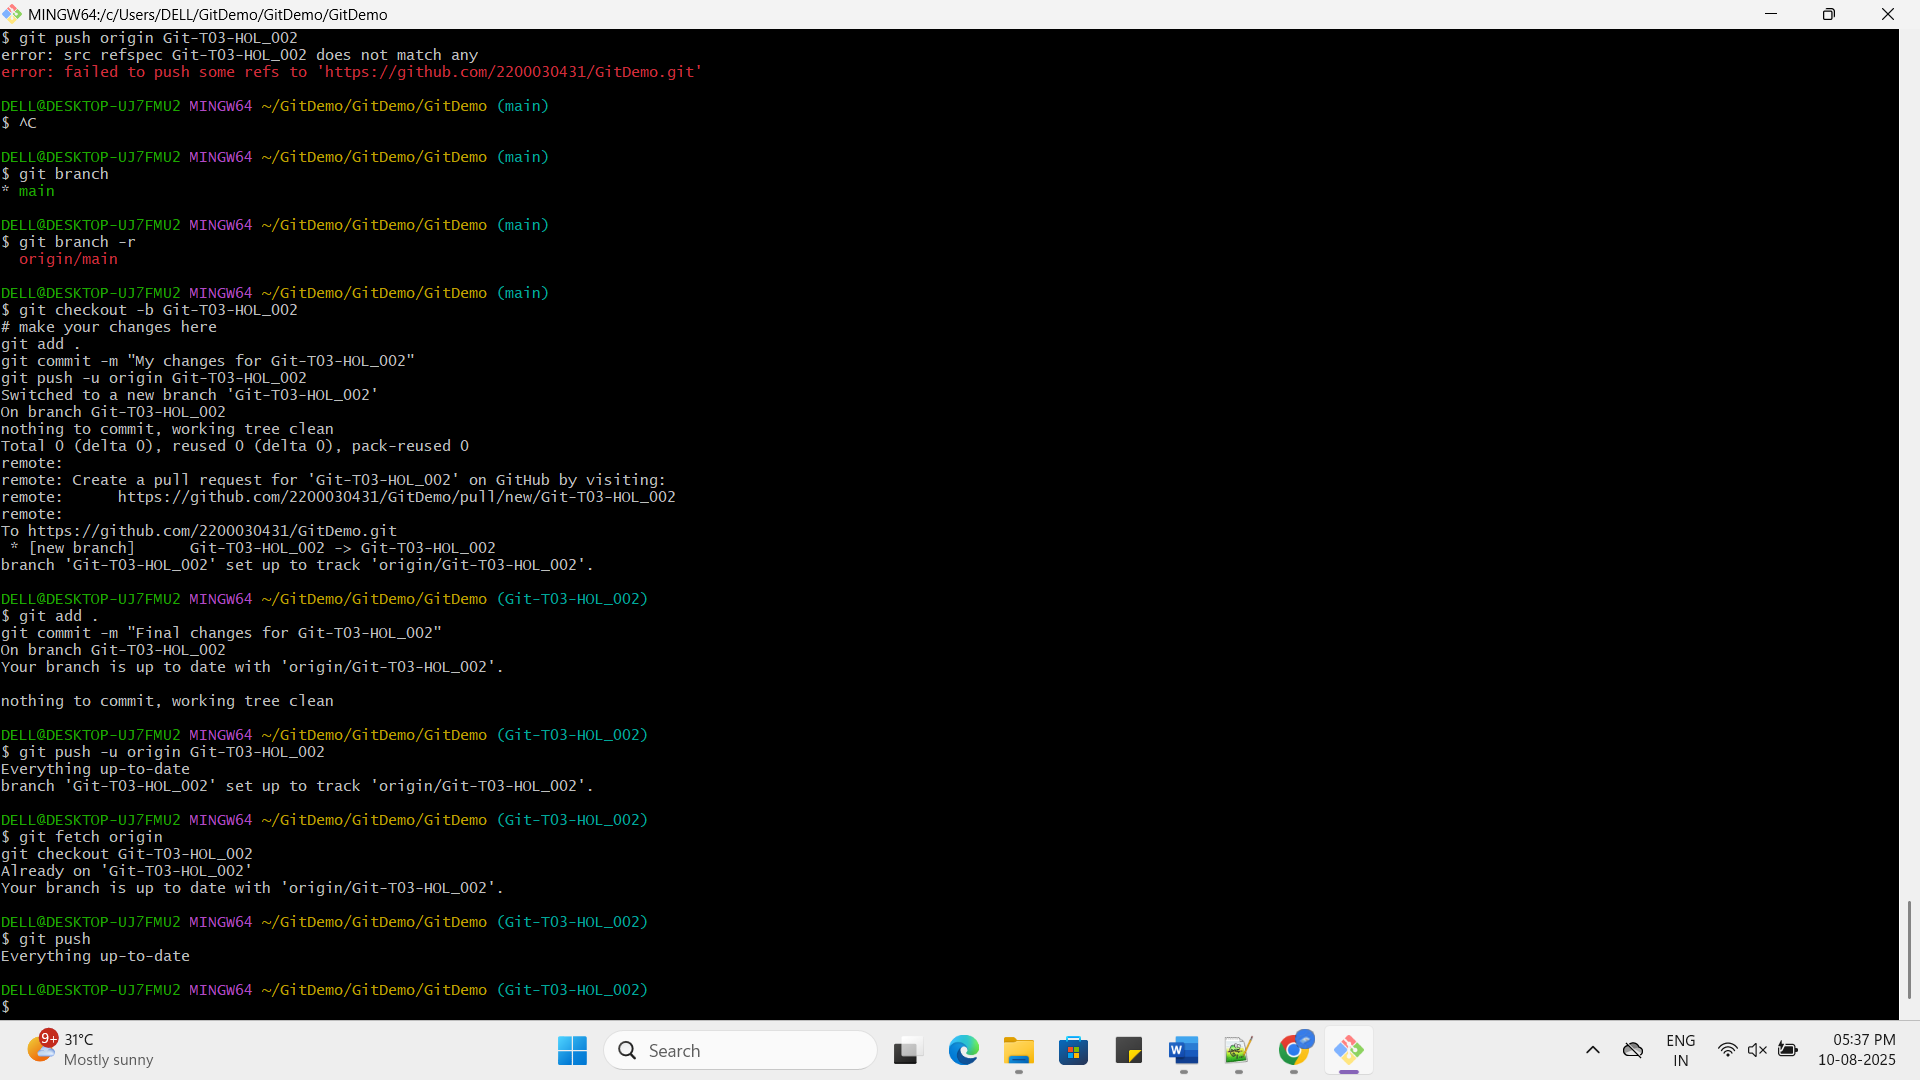 MINGW64:/c/Users/DELL/GitDemo/GitDemo/GitDemo
$ git push origin Git-T03-HOL_002
error: src refspec Git-T03-HOL_002 does not match any
error: failed to push some refs to 'https://github.com/2200030431/GitDemo.git'
DELL@DESKTOP-UJ7FMU2 MINGW64 ~/GitDemo/GitDemo/GitDemo (main)
$ ^C
DELL@DESKTOP-UJ7FMU2 MINGW64 ~/GitDemo/GitDemo/GitDemo (main)
$ git branch
* main
DELL@DESKTOP-UJ7FMU2 MINGW64 ~/GitDemo/GitDemo/GitDemo (main)
$ git branch -r
origin/main
DELL@DESKTOP-UJ7FMU2 MINGW64 ~/GitDemo/GitDemo/GitDemo (main)
$ git checkout -b Git-T03-HOL_002
# make your changes here
git add .
git commit -m "My changes for Git-T03-HOL_002"
git push -u origin Git-T03-HOL_002
Switched to a new branch 'Git-T03-HOL_002'
On branch Git-T03-HOL_002
nothing to commit, working tree clean
Total 0 (delta 0), reused 0 (delta 0), pack-reused 0
remote:
remote: Create a pull request for 'Git-T03-HOL_002' on GitHub by visiting:
remote:      https://github.com/2200030431/GitDemo/pull/new/Git-T03-HOL_002
remote:
To https://github.com/2200030431/GitDemo.git
* [new branch]      Git-T03-HOL_002 -> Git-T03-HOL_002
branch 'Git-T03-HOL_002' set up to track 'origin/Git-T03-HOL_002'.
DELL@DESKTOP-UJ7FMU2 MINGW64 ~/GitDemo/GitDemo/GitDemo (Git-T03-HOL_002)
$ git add .
git commit -m "Final changes for Git-T03-HOL_002"
On branch Git-T03-HOL_002
Your branch is up to date with 'origin/Git-T03-HOL_002'.
nothing to commit, working tree clean
DELL@DESKTOP-UJ7FMU2 MINGW64 ~/GitDemo/GitDemo/GitDemo (Git-T03-HOL_002)
$ git push -u origin Git-T03-HOL_002
Everything up-to-date
branch 'Git-T03-HOL_002' set up to track 'origin/Git-T03-HOL_002'.
DELL@DESKTOP-UJ7FMU2 MINGW64 ~/GitDemo/GitDemo/GitDemo (Git-T03-HOL_002)
$ git fetch origin
git checkout Git-T03-HOL_002
Already on 'Git-T03-HOL_002'
Your branch is up to date with 'origin/Git-T03-HOL_002'.
DELL@DESKTOP-UJ7FMU2 MINGW64 ~/GitDemo/GitDemo/GitDemo (Git-T03-HOL_002)
$ git push
Everything up-to-date
DELL@DESKTOP-UJ7FMU2 MINGW64 ~/GitDemo/GitDemo/GitDemo (Git-T03-HOL_002)
$
9+
31°C
Mostly sunny
Search
W
ENG
IN
05:37 PM
10-08-2025